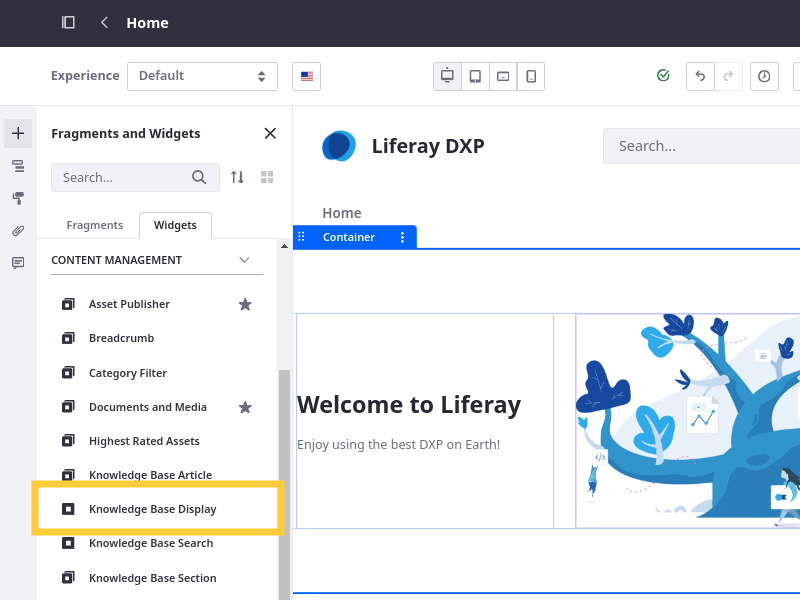 Home
Experience
Default
Fragments and Widgets
Search...
Fragments
Widgets
CONTENT MANAGEMENT
Asset Publisher
Breadcrumb
Category Filter
Documents and Media
Highest Rated Assets
Knowledge Base Article
Knowledge Base Display
Knowledge Base Search
Knowledge Base Section
Liferay DXP
Search...
Home
Container
Welcome to Liferay
Enjoy using the best DXP on Earth!